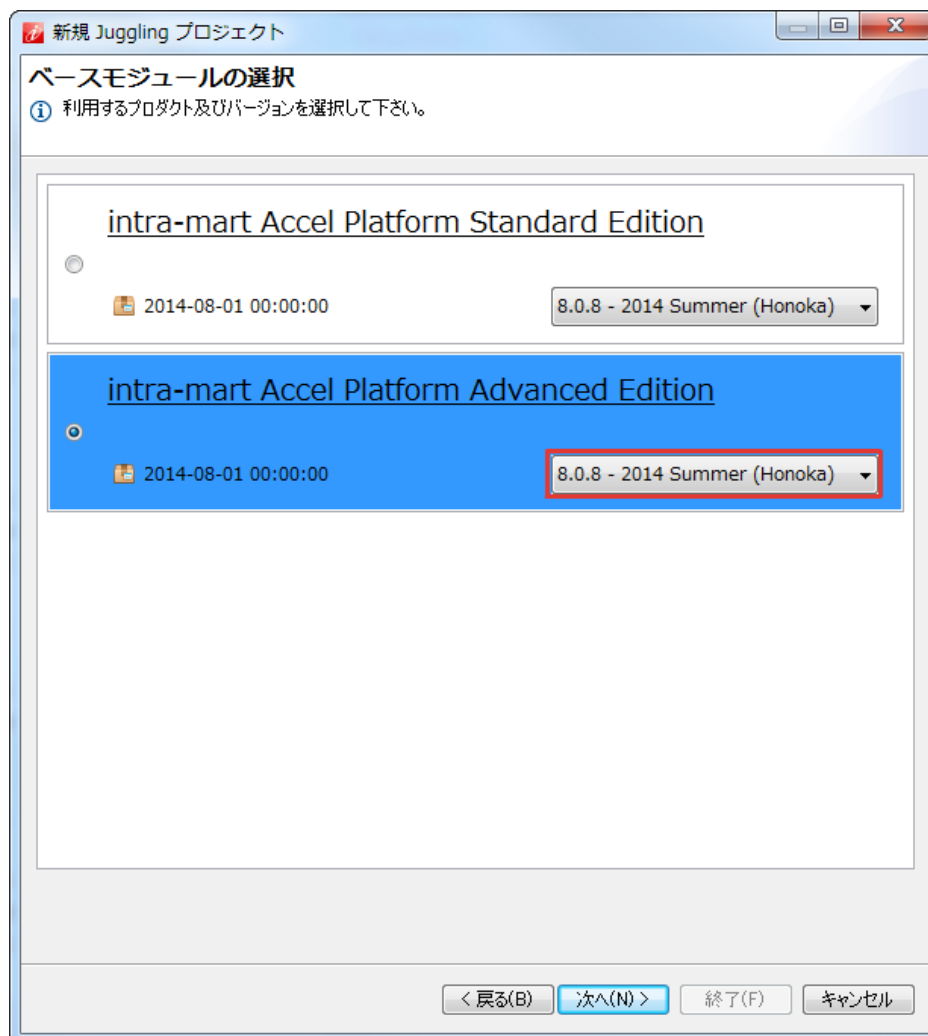 新規 Juggling プロジェクト
ベースモジュールの選択
利用するプロダクト及びバージョンを選択して下さい。
intra-mart Accel Platform Standard Edition
2014-08-01 00:00:00 8.0.8 - 2014 Summer (Honoka)
intra-mart Accel Platform Advanced Edition
2014-08-01 00:00:00 8.0.8 - 2014 Summer (Honoka)
< 戻る(B) 次へ(N) > 終了(F) キャンセル